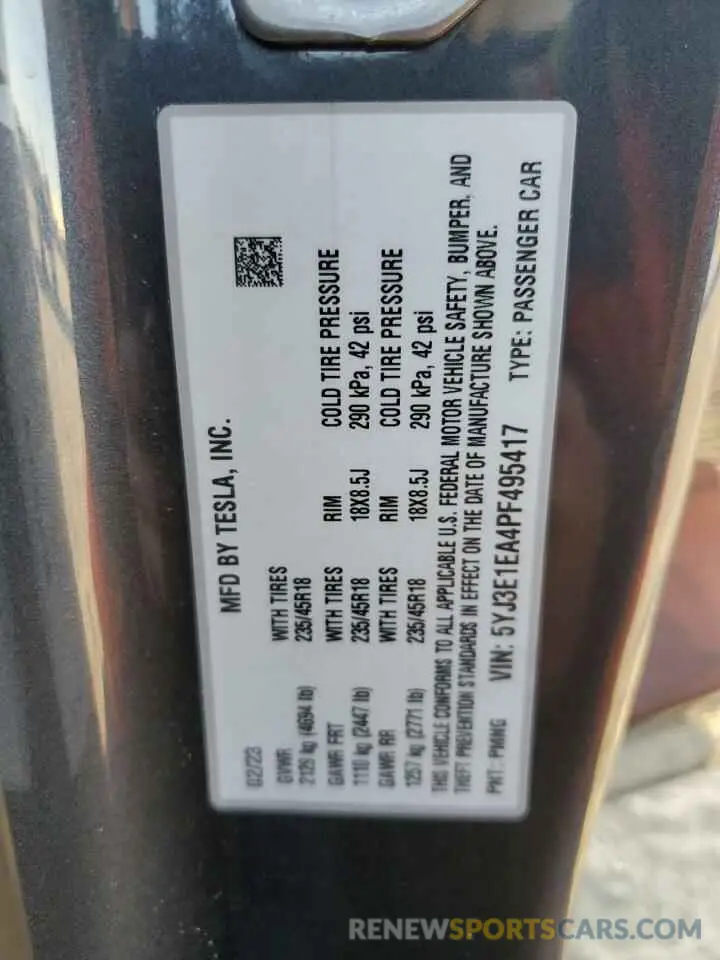 MFD BY TESLA, INC.
02/23
GVWR WITH TIRES
2129 kg (4694 lb) 235/45R18
GAWR FRT WITH TIRES RIM COLD TIRE PRESSURE
1110 kg (2447 lb) 235/45R18 18X8.5J 290 kPa, 42 psi
GAWR RR WITH TIRES RIM COLD TIRE PRESSURE
1257 kg (2771 lb) 235/45R18 18X8.5J 290 kPa, 42 psi
THIS VEHICLE CONFORMS TO ALL APPLICABLE U.S. FEDERAL MOTOR VEHICLE SAFETY, BUMPER, AND
THEFT PREVENTION STANDARDS IN EFFECT ON THE DATE OF MANUFACTURE SHOWN ABOVE.
PNT: PMNG VIN: 5YJ3E1EA4PF495417 TYPE: PASSENGER CAR
RENEWSPORTSCARS.COM